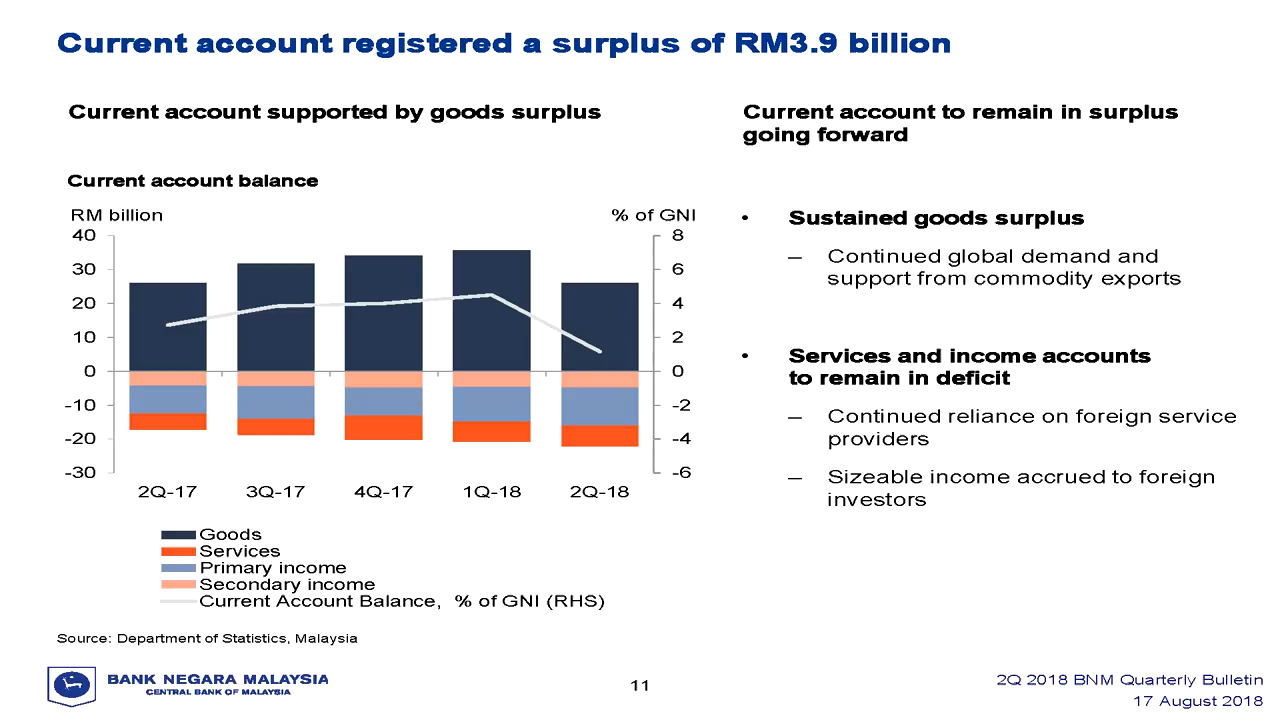 Current account registered a surplus of RM3.9 billion
Current account supported by goods surplus
Current account balance
RM billion
% of GNI
40
30
20
10
0
-10
-20
-30
8
6
4
2
0
-2
-4
-6
2Q-17
3Q-17
4Q-17
1Q-18
2Q-18
Goods
Services
Primary income
Secondary income
Current Account Balance, % of GNI (RHS)
Source: Department of Statistics, Malaysia
Current account to remain in surplus
going forward
• Sustained goods surplus
– Continued global demand and
support from commodity exports
• Services and income accounts
to remain in deficit
– Continued reliance on foreign service
providers
– Sizeable income accrued to foreign
investors
BANK NEGARA MALAYSIA
CENTRAL BANK OF MALAYSIA
11
2Q 2018 BNM Quarterly Bulletin
17 August 2018